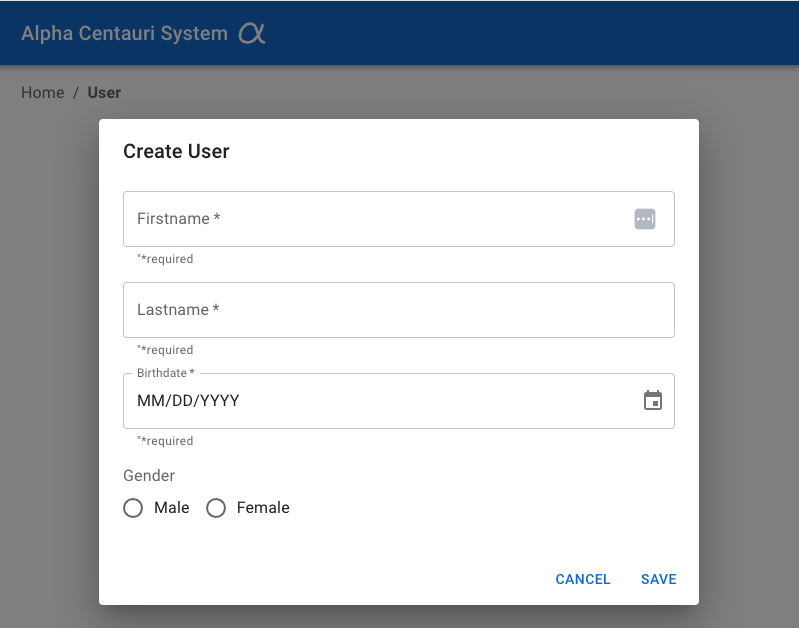 Alpha Centauri System
Home / User
Create User
Firstname *
"*required
Lastname *
"*required
Birthdate *
MM/DD/YYYY
"*required
Gender
Male Female
CANCEL SAVE